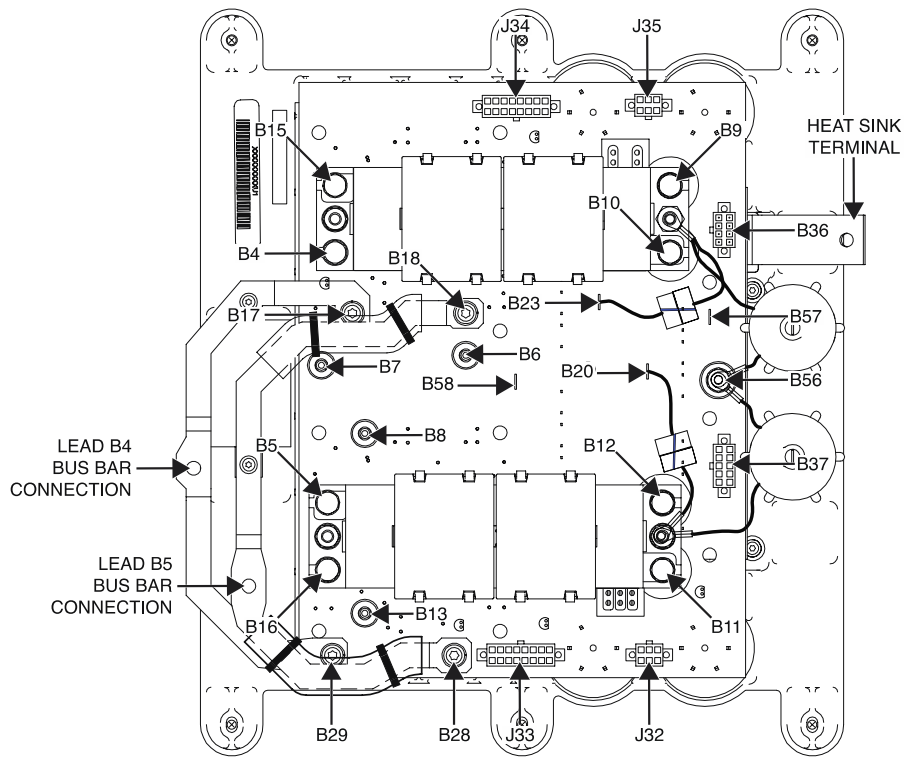 J34
J35
B15
B9
HEAT SINK
TERMINAL
B10
B36
B4
B18
B23
B17
B57
B6
B7
B20
B58
B56
B8
LEAD B4
BUS BAR
CONNECTION
B5
B12
B37
LEAD B5
BUS BAR
CONNECTION
B16
B13
B11
B29
B28
J33
J32